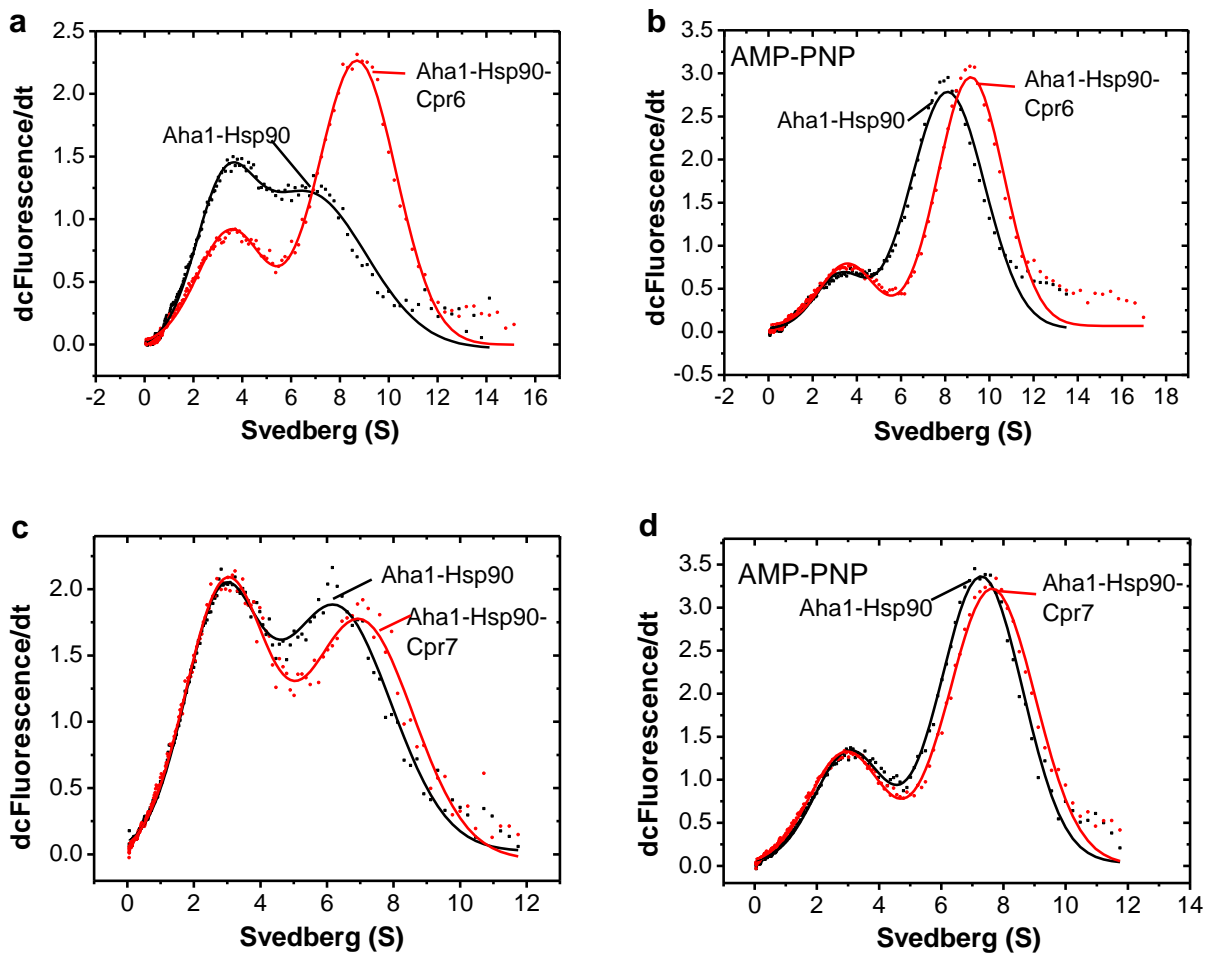 a
2.5
2.0
1.5
1.0
0.5
0.0
dcFluorescence/dt
Aha1-Hsp90-
Cpr6
Aha1-Hsp90
-2 0 2 4 6 8 10 12 14 16
Svedberg (S)
b
3.5
3.0
2.5
2.0
1.5
1.0
0.5
0.0
-0.5
dcFluorescence/dt
AMP-PNP
Aha1-Hsp90-
Cpr6
Aha1-Hsp90
-2 0 2 4 6 8 10 12 14 16 18
Svedberg (S)
c
2.0
1.5
1.0
0.5
0.0
dcFluorescence/dt
Aha1-Hsp90
Aha1-Hsp90-
Cpr7
0 2 4 6 8 10 12
Svedberg (S)
d
3.5
3.0
2.5
2.0
1.5
1.0
0.5
0.0
dcFluorescence/dt
AMP-PNP
Aha1-Hsp90
Aha1-Hsp90-
Cpr7
0 2 4 6 8 10 12 14
Svedberg (S)